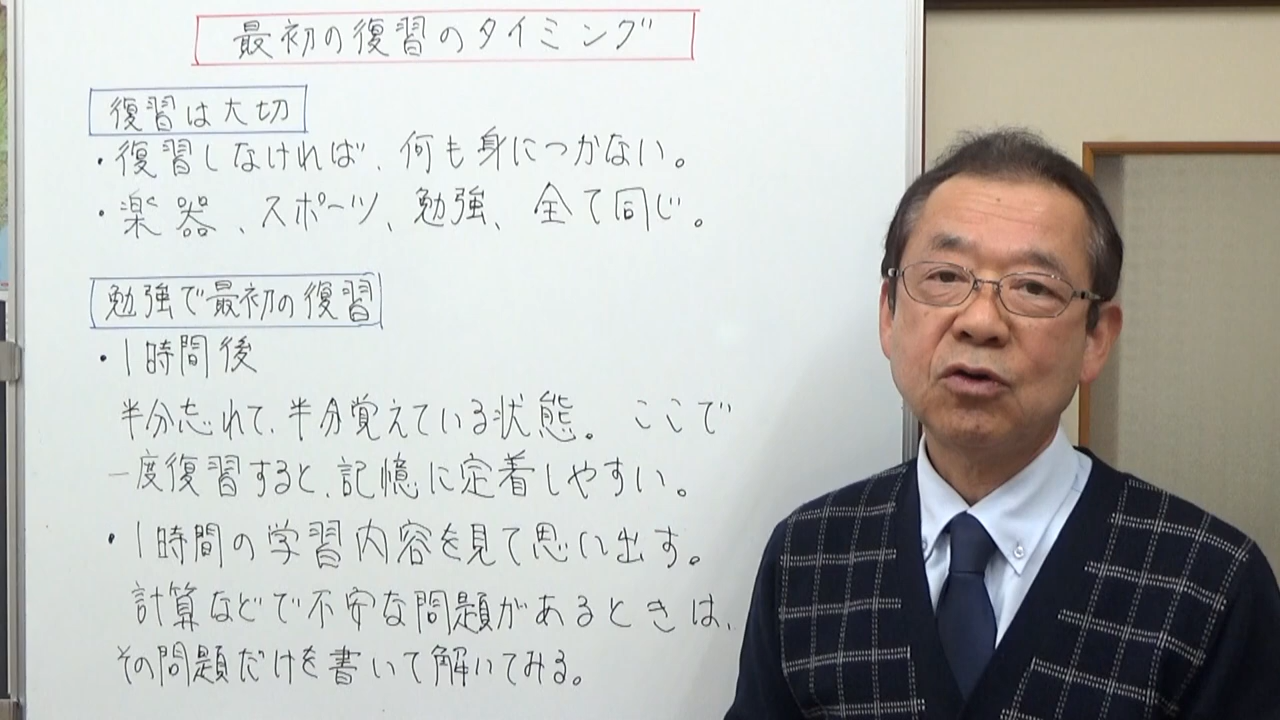 最初の復習のタイミング
復習は大切
・復習しなければ、何も身につかない。
・楽器、スポーツ、勉強、全て同じ。
勉強で最初の復習
・1時間後
半分忘れて、半分覚えている状態。ここで
一度復習すると、記憶に定着しやすい。
・1時間の学習内容を見て思い出す。
計算などで不安な問題があるときは、
その問題だけを書いて解いてみる。